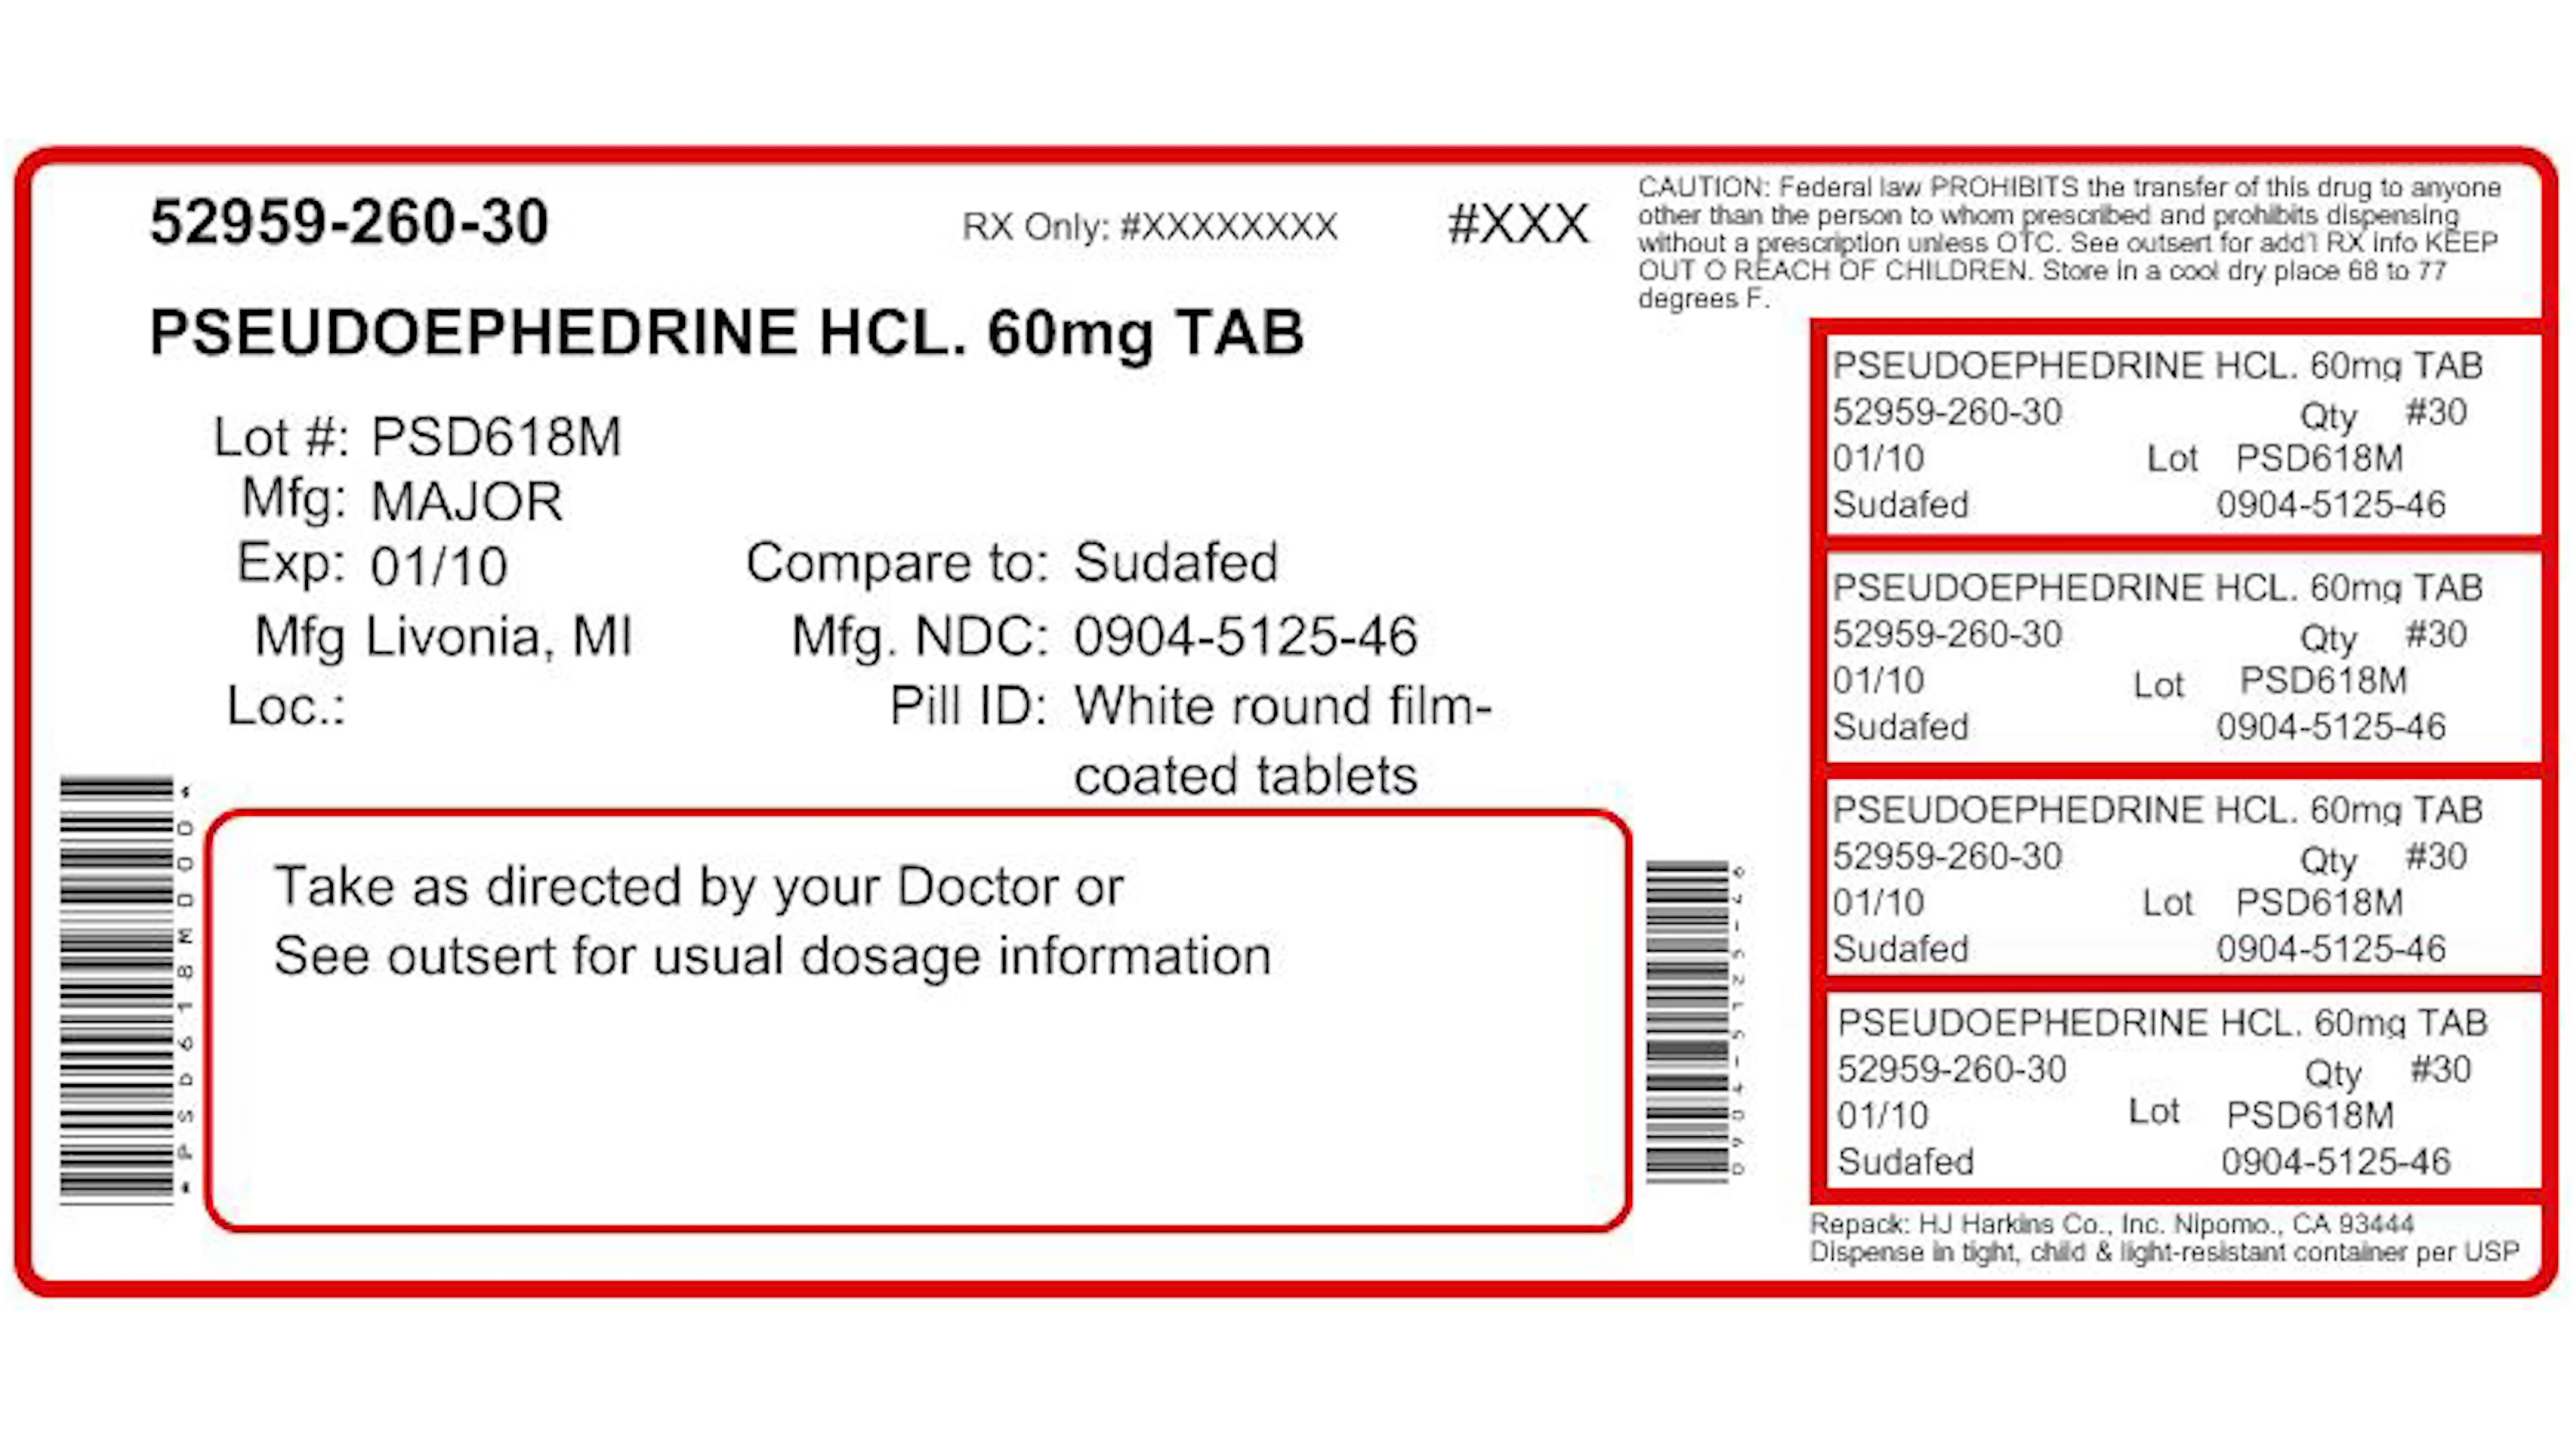 52959-260-30 RX Only: #XXXXXXXX #XXX
PSEUDOEPHEDRINE HCL. 60mg TAB
Lot #: PSD618M
Mfg: MAJOR
Exp: 01/10 Compare to: Sudafed
Mfg Livonia, MI Mfg. NDC: 0904-5125-46
Loc.: Pill ID: White round film-
coated tablets
*PSD618M000*
Take as directed by your Doctor or
See outsert for usual dosage information
0904-5125-46
CAUTION: Federal law PROHIBITS the transfer of this drug to anyone
other than the person to whom prescribed and prohibits dispensing
without a prescription unless OTC. See outsert for add'l RX info KEEP
OUT O REACH OF CHILDREN. Store in a cool dry place 68 to 77
degrees F.
PSEUDOEPHEDRINE HCL. 60mg TAB
52959-260-30 Qty #30
01/10 Lot PSD618M
Sudafed 0904-5125-46
PSEUDOEPHEDRINE HCL. 60mg TAB
52959-260-30 Qty #30
01/10 Lot PSD618M
Sudafed 0904-5125-46
PSEUDOEPHEDRINE HCL. 60mg TAB
52959-260-30 Qty #30
01/10 Lot PSD618M
Sudafed 0904-5125-46
PSEUDOEPHEDRINE HCL. 60mg TAB
52959-260-30 Qty #30
01/10 Lot PSD618M
Sudafed 0904-5125-46
Repack: HJ Harkins Co., Inc. Nipomo., CA 93444
Dispense in tight, child & light-resistant container per USP